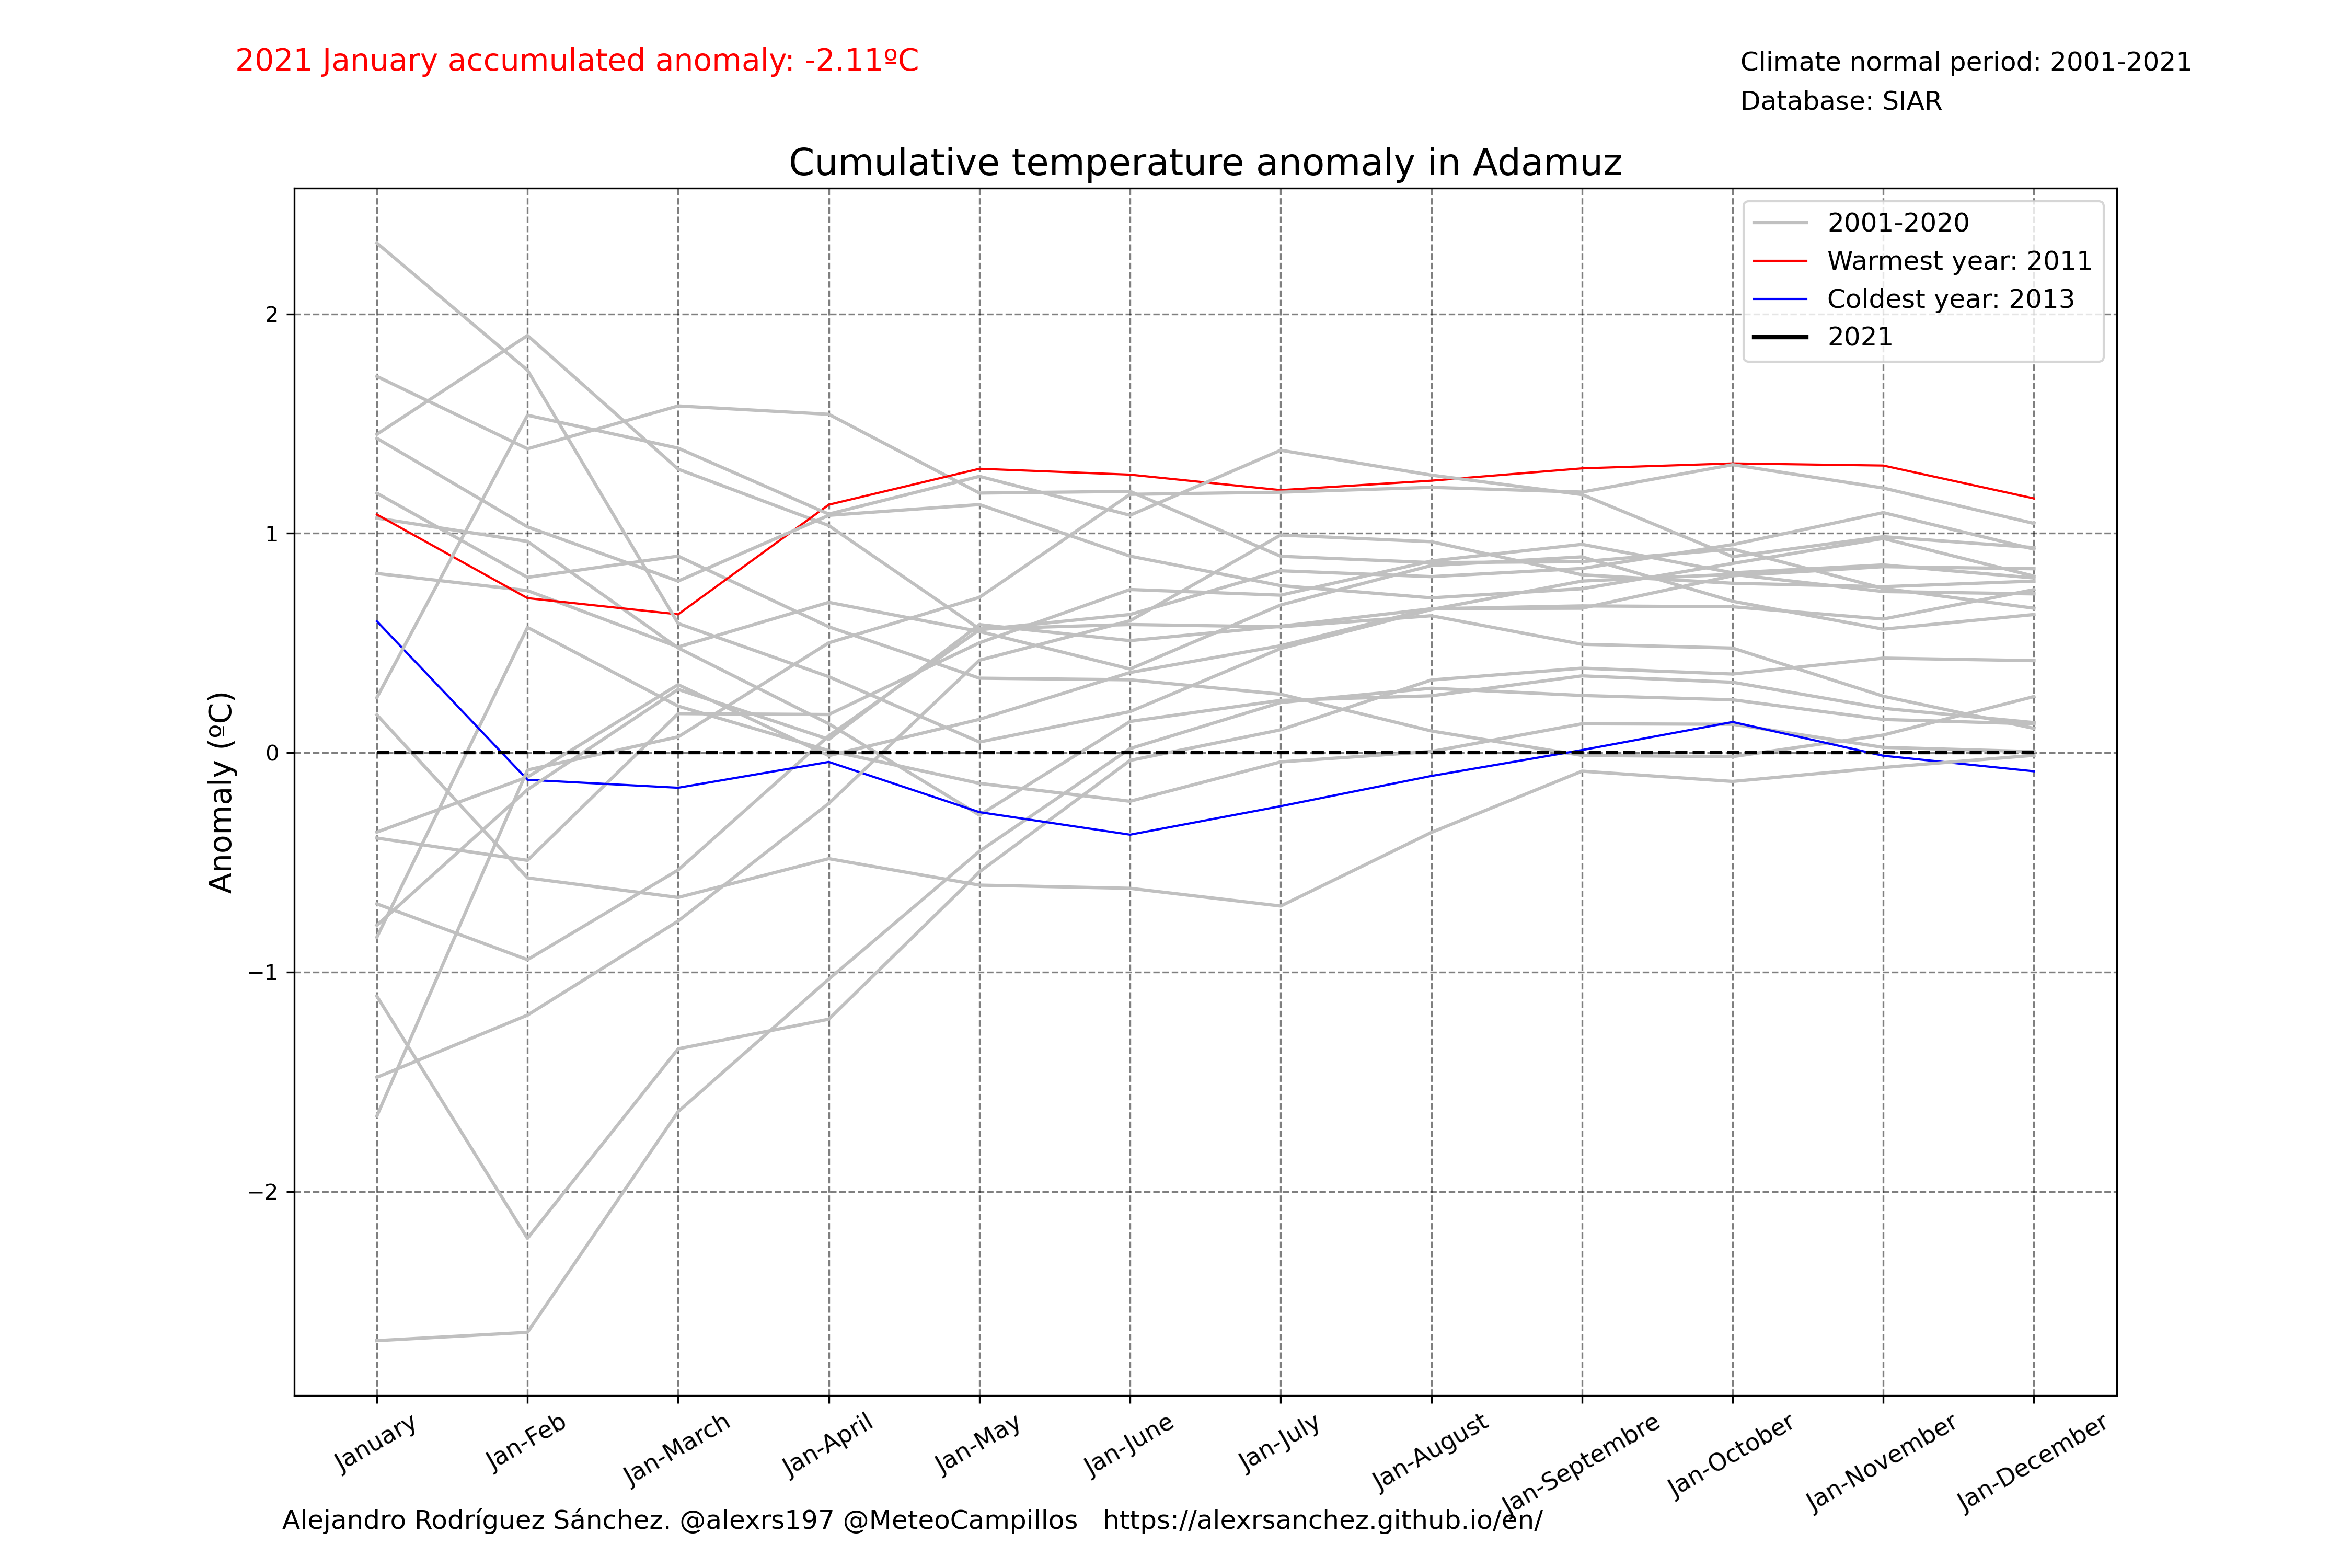 2021 January accumulated anomaly: -2.11ºC
Climate normal period: 2001-2021
Database: SIAR
Cumulative temperature anomaly in Adamuz
2001-2020
Warmest year: 2011
Coldest year: 2013
2021
Anomaly (ºC)
2
1
0
−1
−2
January
Jan-Feb
Jan-March
Jan-April
Jan-May
Jan-June
Jan-July
Jan-August
Jan-Septembre
Jan-October
Jan-November
Jan-December
Alejandro Rodríguez Sánchez. @alexrs197 @MeteoCampillos https://alexrsanchez.github.io/en/